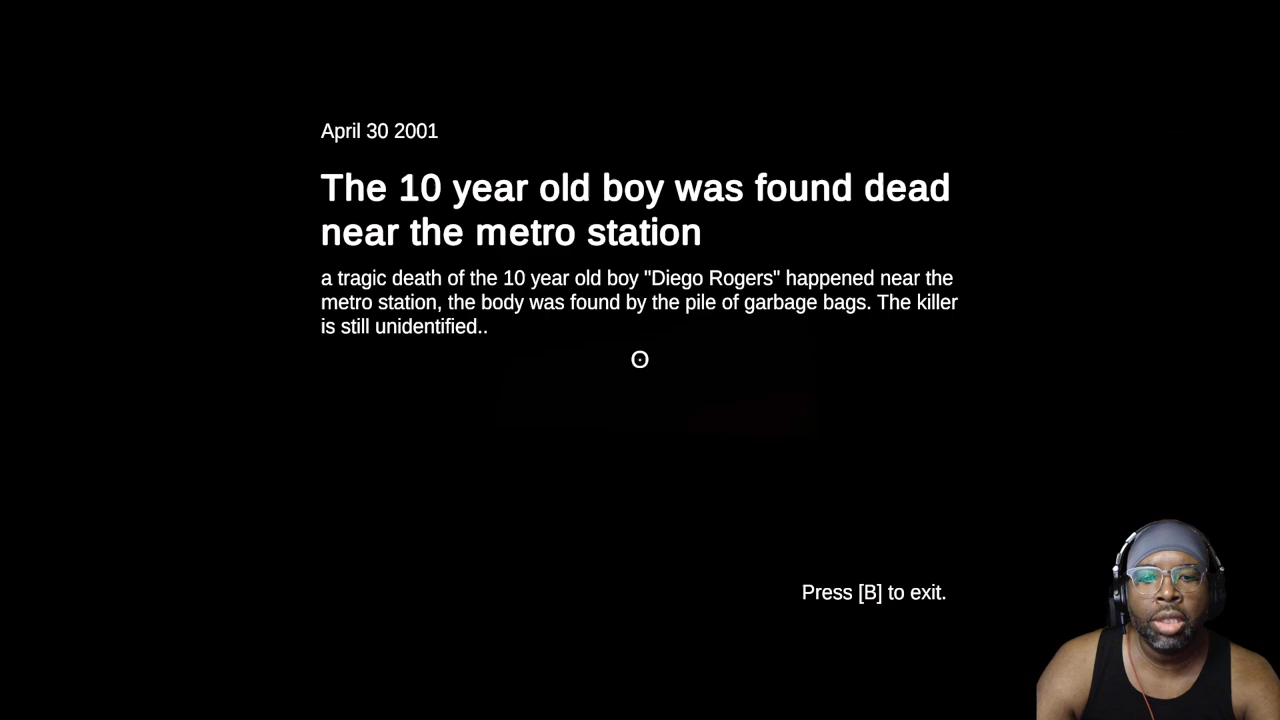 April 30 2001
The 10 year old boy was found dead
near the metro station
a tragic death of the 10 year old boy "Diego Rogers" happened near the
metro station, the body was found by the pile of garbage bags. The killer
is still unidentified..
Press [B] to exit.